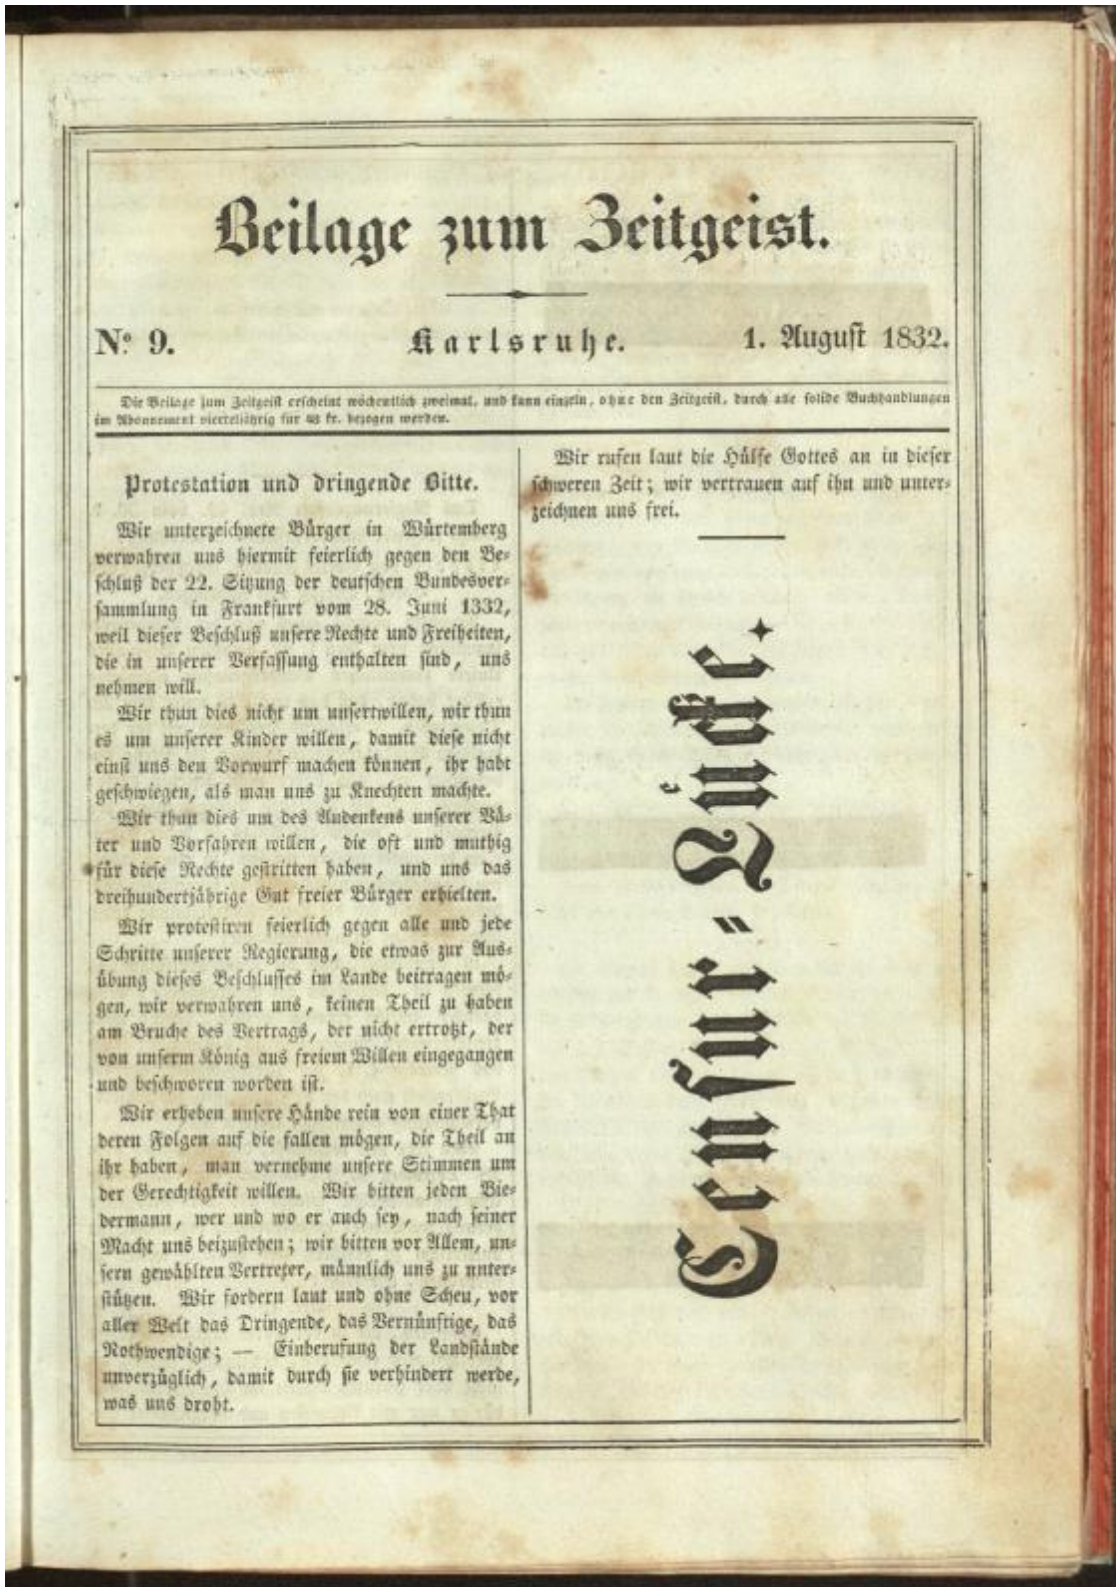 Beilage zum Zeitgeist.
No. 9.
Karlsruhe.
1. August 1832.
Die Beilage zum Zeitgeist erscheint wöchentlich zweimal, und kann einzeln, ohne den Zeitgeist, durch alle solide Buchhandlungen
im Abonnement vierteljährig für 48 kr. bezogen werden.
Protestation und dringende Bitte.
Wir unterzeichnete Bürger in Würtemberg
verwahren uns hiermit feierlich gegen den Be-
schluß der 22. Sitzung der deutschen Bundesver-
sammlung in Frankfurt vom 28. Juni 1332,
weil dieser Beschluß unsere Rechte und Freiheiten,
die in unserer Verfassung enthalten sind, uns
nehmen will.
Wir thun dies nicht um unsertwillen, wir thun
es um unserer Kinder willen, damit diese nicht
einst uns den Vorwurf machen können, ihr habt
geschwiegen, als man uns zu Knechten machte.
Wir thun dies um des Andenkens unserer Vä-
ter und Vorfahren willen, die oft und muthig
für diese Rechte gestritten haben, und uns das
dreihundertjährige Gut freier Bürger erhielten.
Wir protestiren feierlich gegen alle und jede
Schritte unserer Regierung, die etwas zur Aus-
übung dieses Beschlusses im Lande beitragen mö-
gen, wir verwahren uns, keinen Theil zu haben
am Bruche des Vertrags, der nicht ertrotzt, der
von unserm König aus freiem Willen eingegangen
und beschworen worden ist.
Wir erheben unsere Hände rein von einer That
deren Folgen auf die fallen mögen, die Theil an
ihr haben, man vernehme unsere Stimmen um
der Gerechtigkeit willen. Wir bitten jeden Bie-
dermann, wer und wo er auch sey, nach seiner
Macht uns beizustehen; wir bitten vor Allem, un-
sern gewählten Vertreter, männlich uns zu unter-
stützen. Wir fordern laut und ohne Scheu, vor
aller Welt das Dringende, das Vernünftige, das
Nothwendige; — Einberufung der Landstände
unverzüglich, damit durch sie verhindert werde,
was uns droht.
Wir rufen laut die Hülfe Gottes an in dieser
schweren Zeit; wir vertrauen auf ihn und unter-
zeichnen uns frei.
Censur-Lücke.